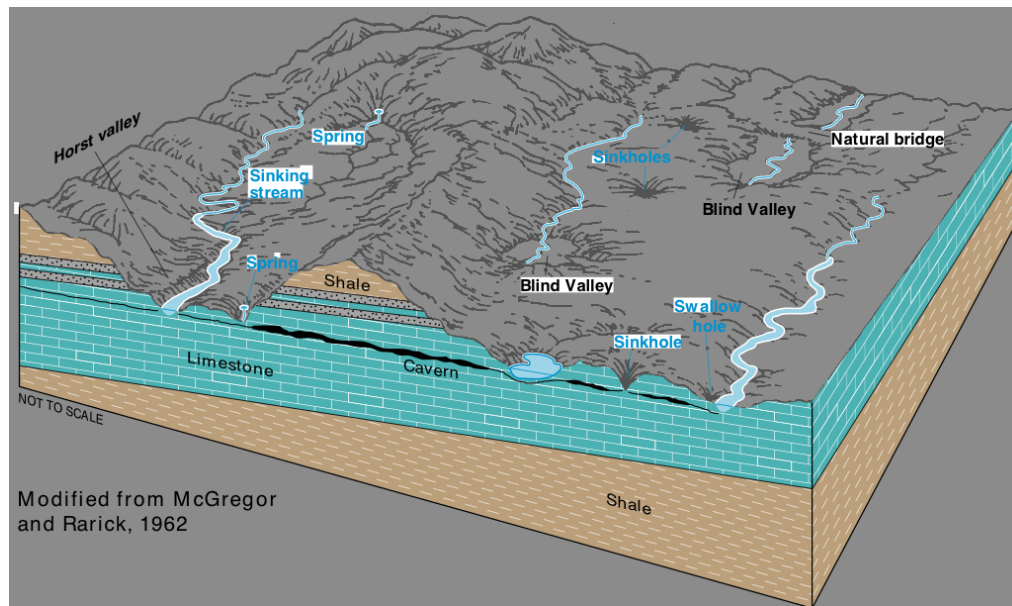 Horst valley
Spring
Sinking
stream
Spring
Shale
Sinkholes
Natural bridge
Blind Valley
Blind Valley
Swallow
hole
Sinkhole
Limestone
Cavern
NOT TO SCALE
Shale
Modified from McGregor
and Rarick, 1962